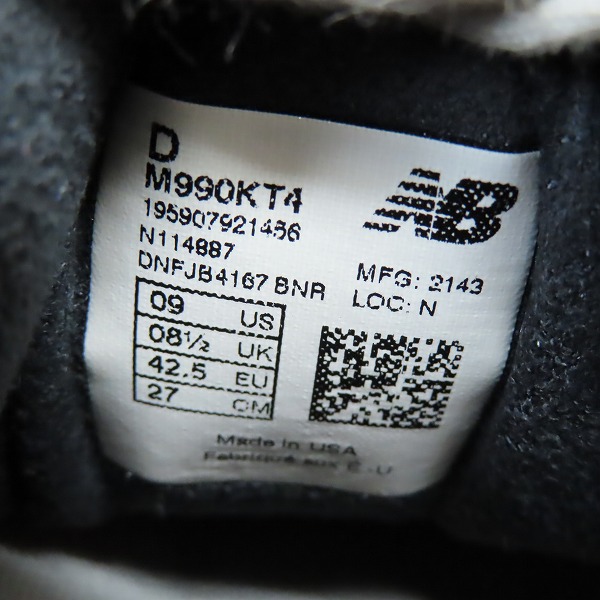 D
M990KT4
195907921456
N114887
DNFJB4167 BNR
NB
MFG: 2143
LOC: N
09 US
08½ UK
42.5 EU
27 CM
Made in USA
Fabriqué aux É.-U